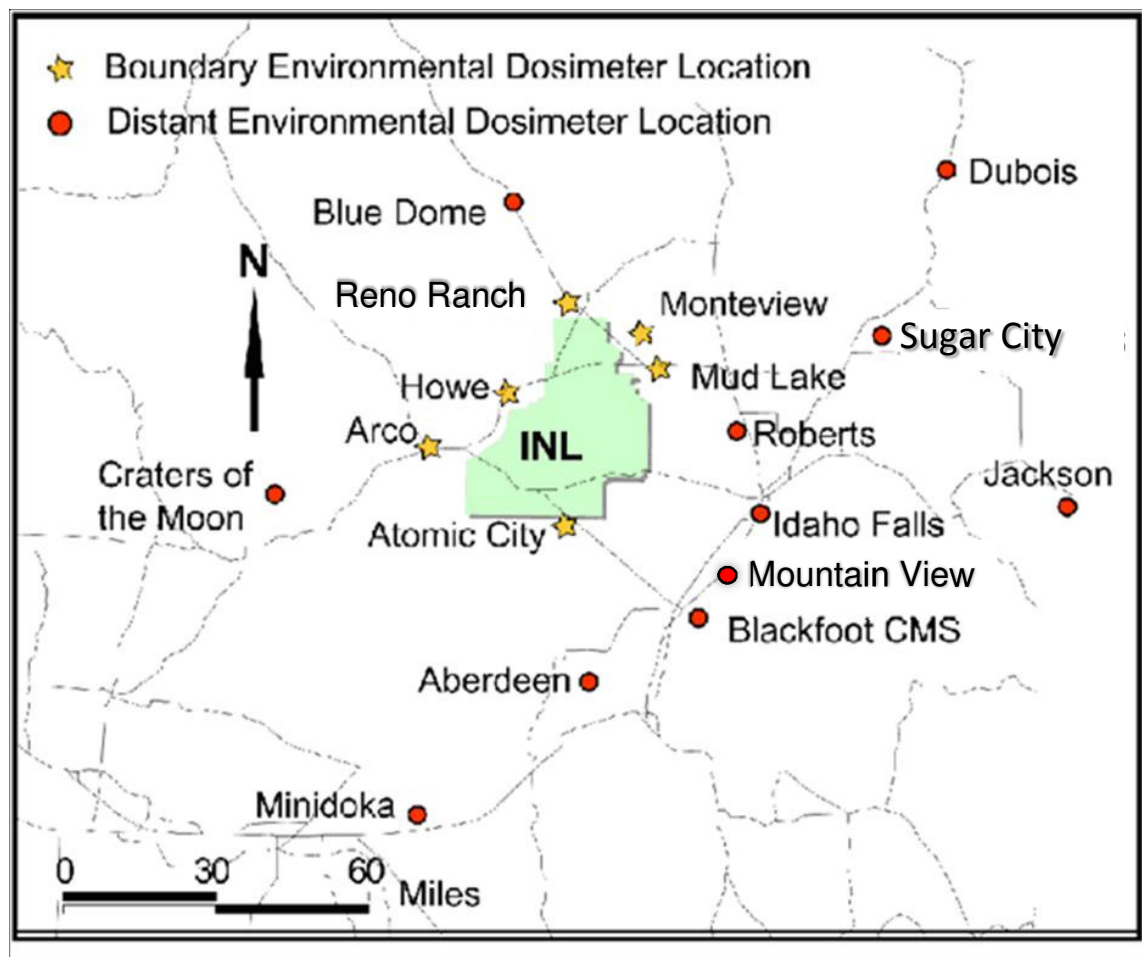 Boundary Environmental Dosimeter Location
Distant Environmental Dosimeter Location
Dubois
Blue Dome
N
Reno Ranch
Monteview
Sugar City
Howe
Mud Lake
Arco
INL
Roberts
Craters of
the Moon
Jackson
Atomic City
Idaho Falls
Mountain View
Blackfoot CMS
Aberdeen
Minidoka
0 30 60
Miles